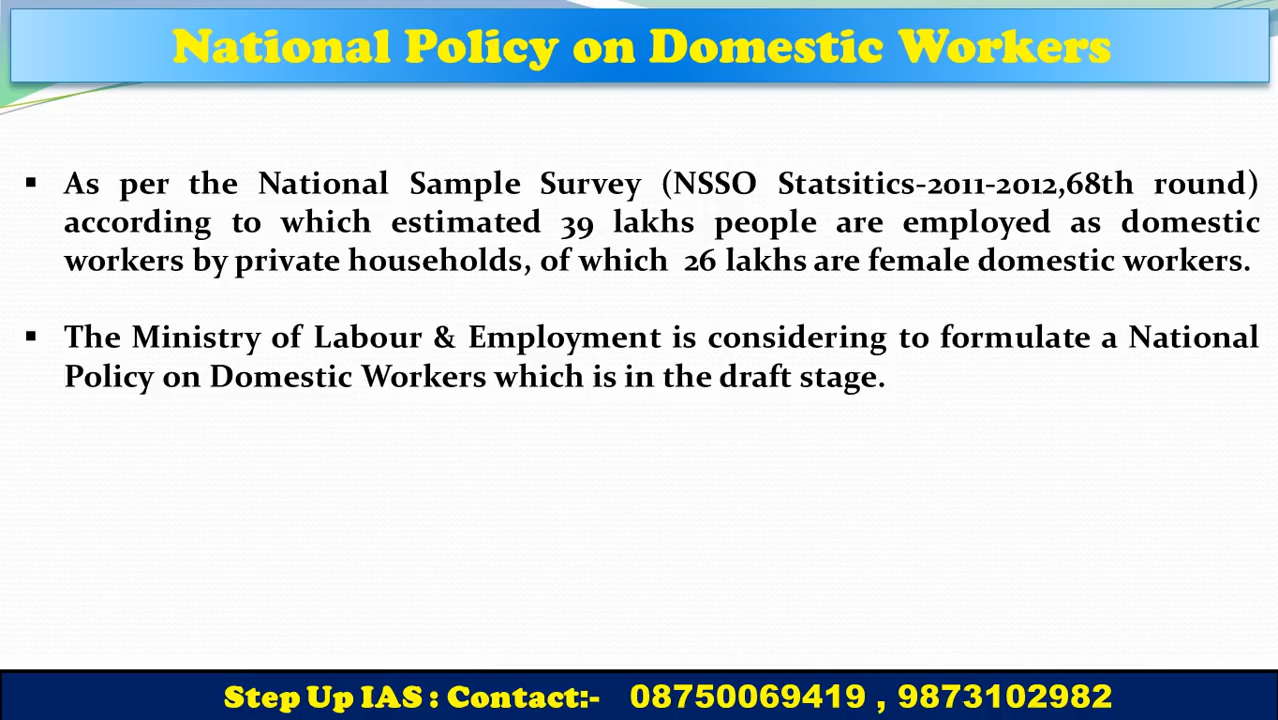 National Policy on Domestic Workers
▪ As per the National Sample Survey (NSSO Statsitics-2011-2012,68th round)
according to which estimated 39 lakhs people are employed as domestic
workers by private households, of which 26 lakhs are female domestic workers.
▪ The Ministry of Labour & Employment is considering to formulate a National
Policy on Domestic Workers which is in the draft stage.
Step Up IAS : Contact:- 08750069419 , 9873102982